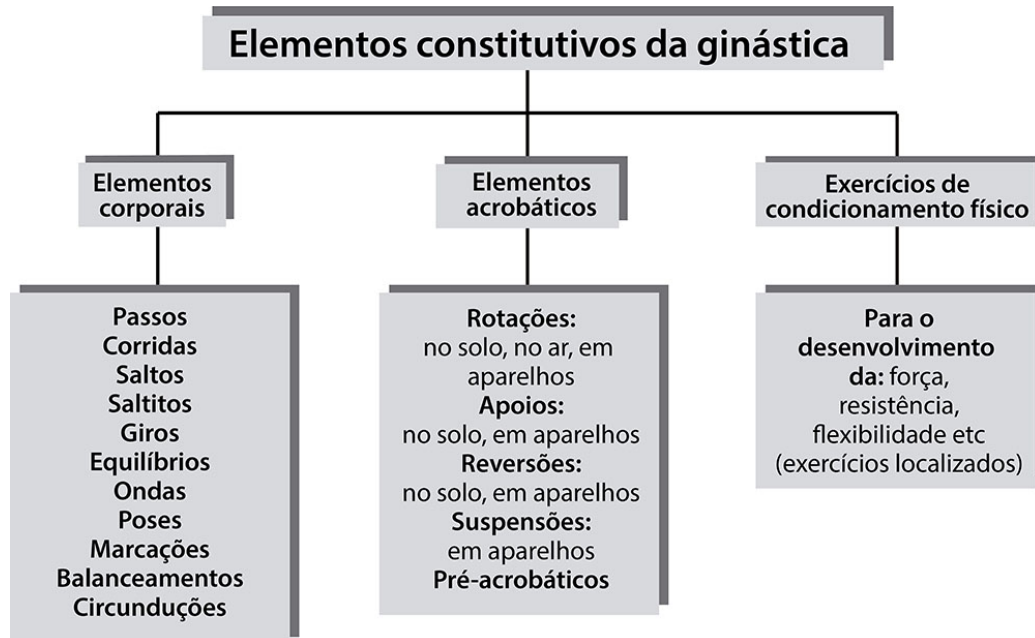 Elementos constitutivos da ginástica
Elementos
corporais
Passos
Corridas
Saltos
Saltitos
Giros
Equilíbrios
Ondas
Poses
Marcações
Balanceamentos
Circunduções
Elementos
acrobáticos
Rotações:
no solo, no ar, em
aparelhos
Apoios:
no solo, em aparelhos
Reversões:
no solo, em aparelhos
Suspensões:
em aparelhos
Pré-acrobáticos
Exercícios de
condicionamento físico
Para o
desenvolvimento
da: força,
resistência,
flexibilidade etc
(exercícios localizados)